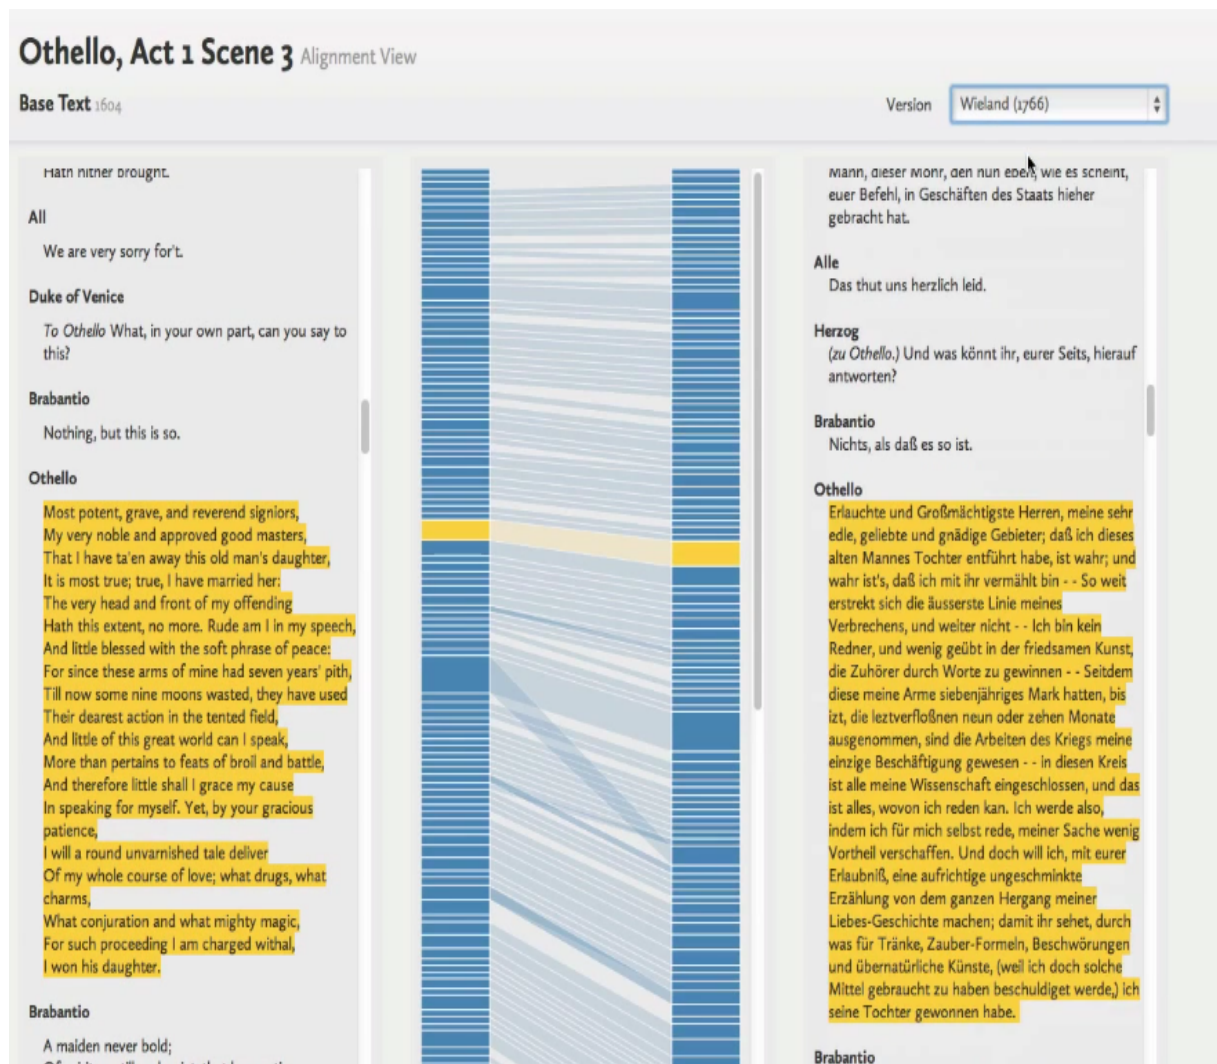 Othello, Act 1 Scene 3 Alignment View
Base Text 1604
Version Wieland (1766)
Hath hither brought.
All
We are very sorry for't.
Duke of Venice
To Othello What, in your own part, can you say to
this?
Brabantio
Nothing, but this is so.
Othello
Most potent, grave, and reverend signiors,
My very noble and approved good masters,
That I have ta'en away this old man's daughter,
It is most true; true, I have married her:
The very head and front of my offending
Hath this extent, no more. Rude am I in my speech,
And little blessed with the soft phrase of peace:
For since these arms of mine had seven years' pith,
Till now some nine moons wasted, they have used
Their dearest action in the tented field,
And little of this great world can I speak,
More than pertains to feats of broil and battle,
And therefore little shall I grace my cause
In speaking for myself. Yet, by your gracious
patience,
I will a round unvarnished tale deliver
Of my whole course of love; what drugs, what
charms,
What conjuration and what mighty magic,
For such proceeding I am charged withal,
I won his daughter.
Brabantio
A maiden never bold;
Mann, dieser Mohr, den nun eben, wie es scheint,
euer Befehl, in Geschäften des Staats hieher
gebracht hat.
Alle
Das thut uns herzlich leid.
Herzog
(zu Othello.) Und was könnt ihr, eurer Seits, hierauf
antworten?
Brabantio
Nichts, als daß es so ist.
Othello
Erlauchte und Großmächtigste Herren, meine sehr
edle, geliebte und gnädige Gebieter; daß ich dieses
alten Mannes Tochter entführt habe, ist wahr; und
wahr ist's, daß ich mit ihr vermählt bin - - So weit
erstrekt sich die äusserste Linie meines
Verbrechens, und weiter nicht - - Ich bin kein
Redner, und wenig geübt in der friedsamen Kunst,
die Zuhörer durch Worte zu gewinnen - - Seitdem
diese meine Arme siebenjähriges Mark hatten, bis
izt, die leztverfloßnen neun oder zehen Monate
ausgenommen, sind die Arbeiten des Kriegs meine
einzige Beschäftigung gewesen - - in diesen Kreis
ist alle meine Wissenschaft eingeschlossen, und das
ist alles, wovon ich reden kan. Ich werde also,
indem ich für mich selbst rede, meiner Sache wenig
Vortheil verschaffen. Und doch will ich, mit eurer
Erlaubniß, eine aufrichtige ungeschminkte
Erzählung von dem ganzen Hergang meiner
Liebes-Geschichte machen; damit ihr sehet, durch
was für Tränke, Zauber-Formeln, Beschwörungen
und übernatürliche Künste, (weil ich doch solche
Mittel gebraucht zu haben beschuldiget werde,) ich
seine Tochter gewonnen habe.
Brabantio